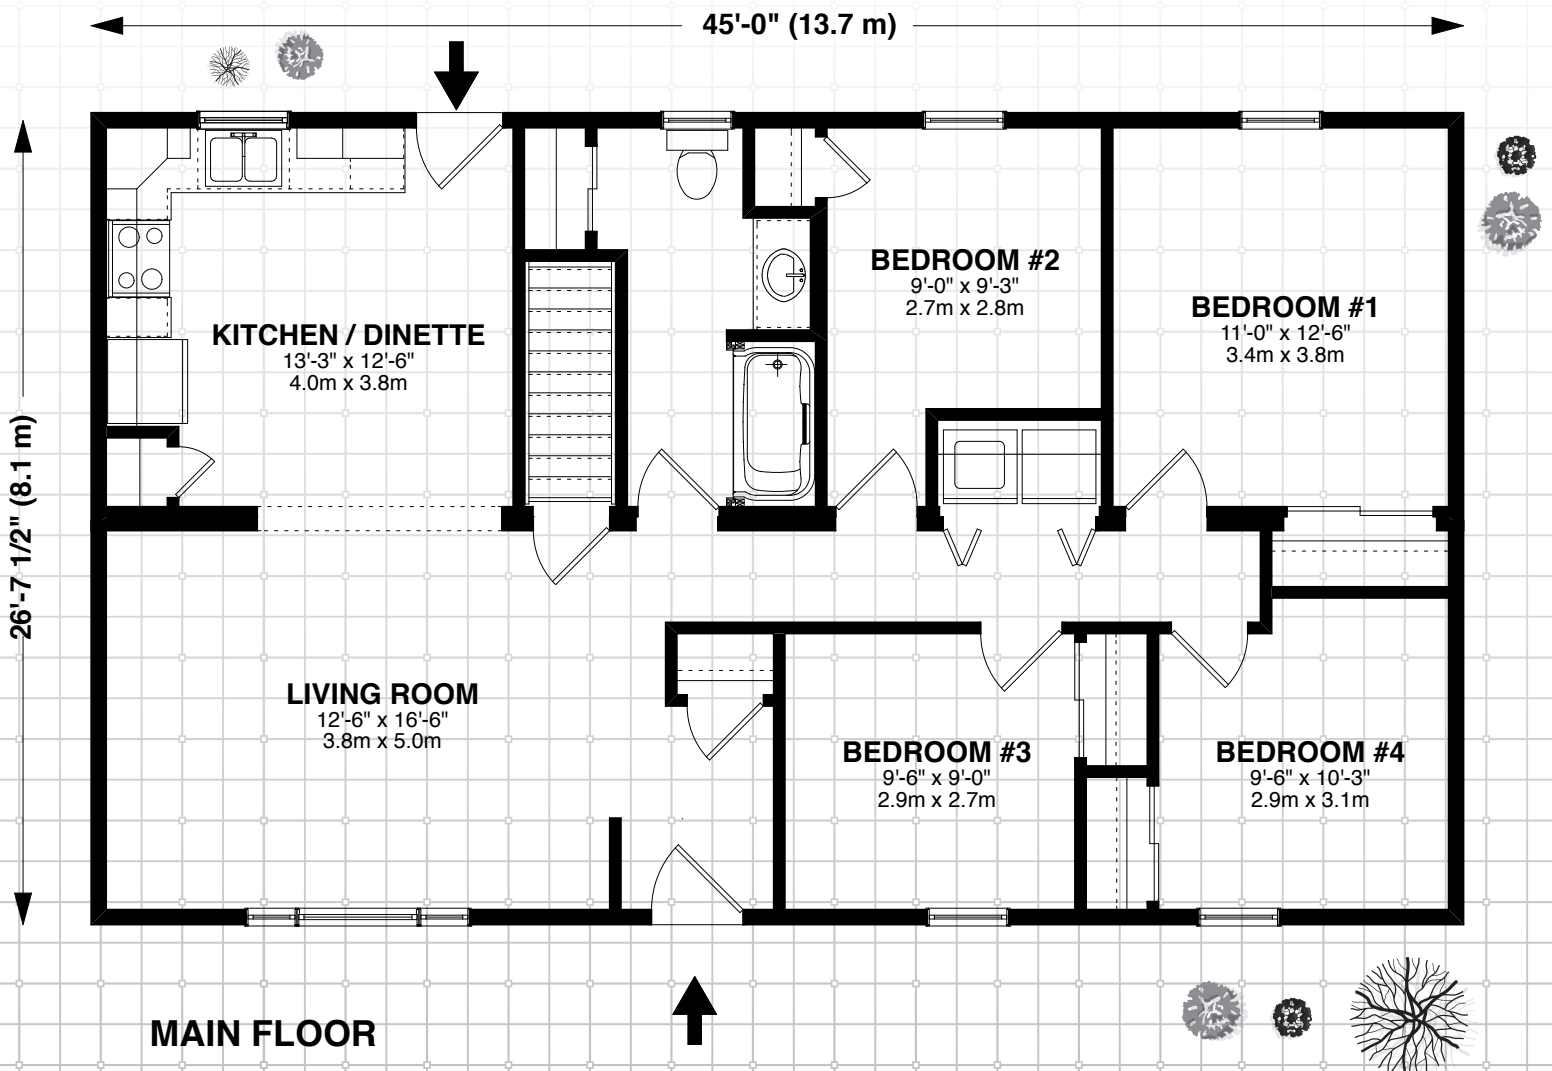 45'-0" (13.7 m)
26'-7 1/2" (8.1 m)
BEDROOM #2
9'-0" x 9'-3"
2.7m x 2.8m
BEDROOM #1
11'-0" x 12'-6"
3.4m x 3.8m
KITCHEN / DINETTE
13'-3" x 12'-6"
4.0m x 3.8m
LIVING ROOM
12'-6" x 16'-6"
3.8m x 5.0m
BEDROOM #3
9'-6" x 9'-0"
2.9m x 2.7m
BEDROOM #4
9'-6" x 10'-3"
2.9m x 3.1m
MAIN FLOOR